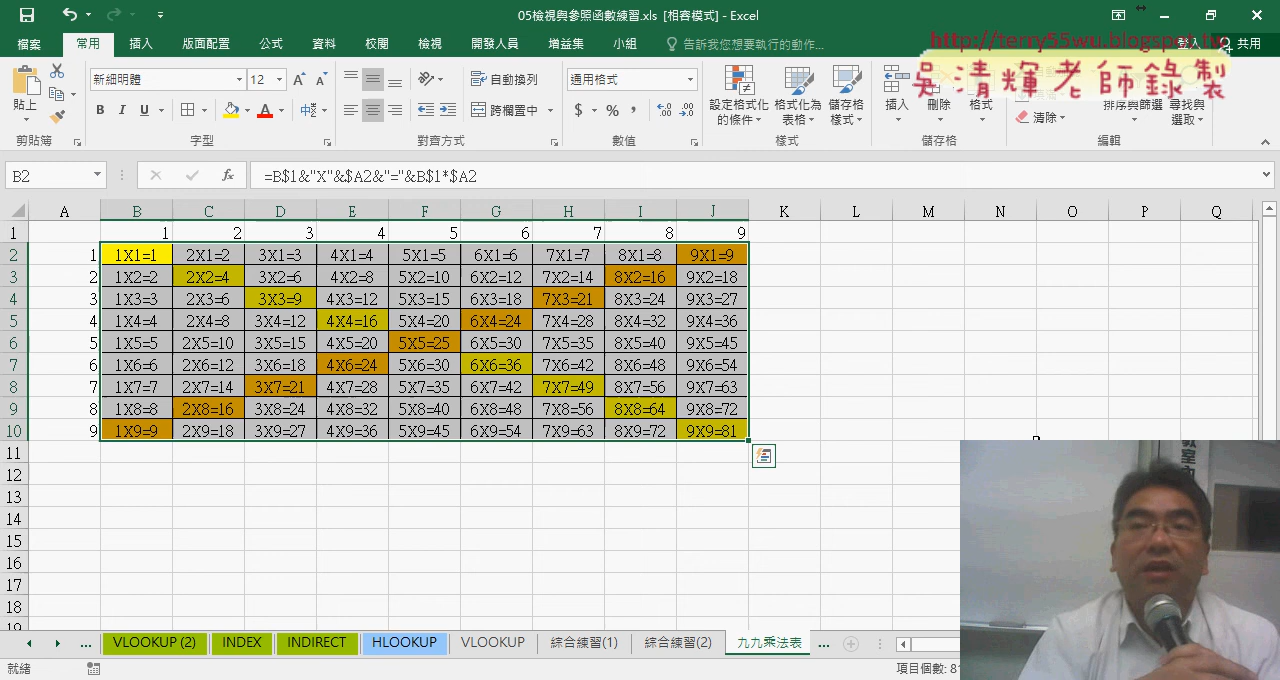 05檢視與參照函數練習.xls [相容模式] - Excel
檔案 常用 插入 版面配置 公式 資料 校閱 檢視 開發人員 增益集 小組 告訴我您想要執行的動作... 登入 共用
http://terry55wu.blogspot.tw
吳清輝老師錄製
新細明體 12 自動換列 通用格式
貼上 B I U 跨欄置中 $ % , 設定格式化的條件 格式化為表格 儲存格樣式 插入 刪除 格式 清除 排序與篩選 尋找與選取
剪貼簿 字型 對齊方式 數值 樣式 儲存格 編輯
B2 fx =B$1&"X"&$A2&"="&B$1*$A2
A B C D E F G H I J K L M N O P Q
1 1 2 3 4 5 6 7 8 9
2 1 1X1=1 2X1=2 3X1=3 4X1=4 5X1=5 6X1=6 7X1=7 8X1=8 9X1=9
3 2 1X2=2 2X2=4 3X2=6 4X2=8 5X2=10 6X2=12 7X2=14 8X2=16 9X2=18
4 3 1X3=3 2X3=6 3X3=9 4X3=12 5X3=15 6X3=18 7X3=21 8X3=24 9X3=27
5 4 1X4=4 2X4=8 3X4=12 4X4=16 5X4=20 6X4=24 7X4=28 8X4=32 9X4=36
6 5 1X5=5 2X5=10 3X5=15 4X5=20 5X5=25 6X5=30 7X5=35 8X5=40 9X5=45
7 6 1X6=6 2X6=12 3X6=18 4X6=24 5X6=30 6X6=36 7X6=42 8X6=48 9X6=54
8 7 1X7=7 2X7=14 3X7=21 4X7=28 5X7=35 6X7=42 7X7=49 8X7=56 9X7=63
9 8 1X8=8 2X8=16 3X8=24 4X8=32 5X8=40 6X8=48 7X8=56 8X8=64 9X8=72
10 9 1X9=9 2X9=18 3X9=27 4X9=36 5X9=45 6X9=54 7X9=63 8X9=72 9X9=81
11
12
13
14
15
16
17
18
19
... VLOOKUP (2) INDEX INDIRECT HLOOKUP VLOOKUP 綜合練習(1) 綜合練習(2) 九九乘法表 ...
就緒 項目個數: 81